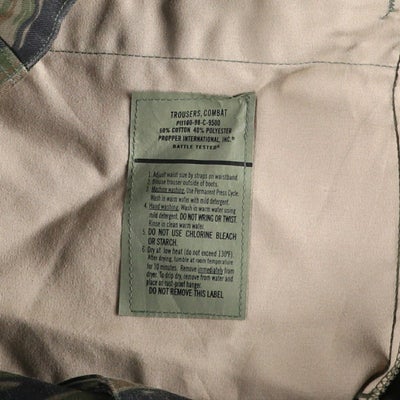 TROUSERS, COMBAT
PI1100-98-C-9500
60% COTTON 40% POLYESTER
PROPPER INTERNATIONAL, INC.®
BATTLE TESTED®
1. Adjust waist size by straps on waistband.
2. Blouse trouser outside of boots.
3. Machine washing: Use Permanent Press Cycle.
Wash in warm water with mild detergent.
4. Hand washing: Wash in warm water using
mild detergent. DO NOT WRING OR TWIST.
Rinse in clean warm water.
5. DO NOT USE CHLORINE BLEACH
OR STARCH.
6. Dry at low heat (do not exceed 130°F).
After drying, tumble at room temperature
for 10 minutes. Remove immediately from
dryer. To drip dry, remove from water and
place on rust-proof hanger.
DO NOT REMOVE THIS LABEL